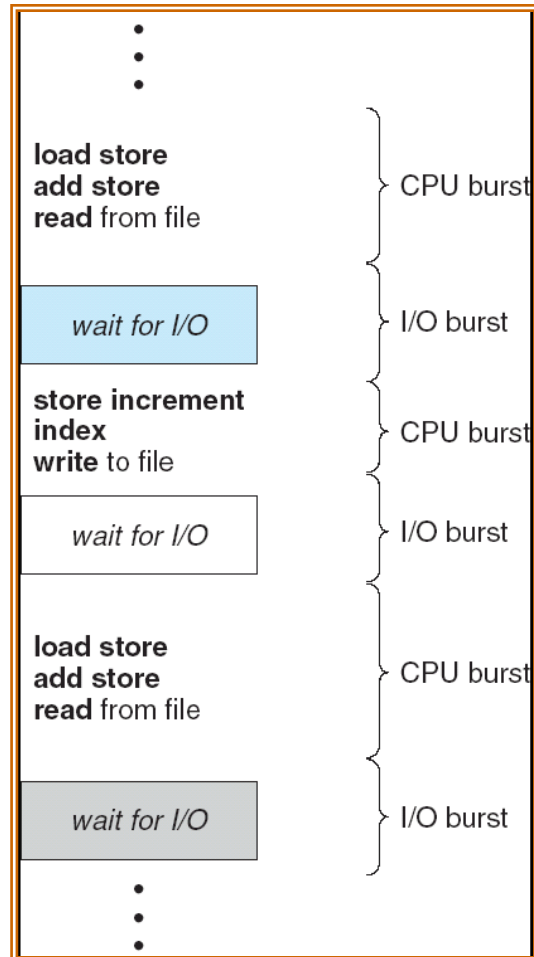 load store
add store
read from file
CPU burst
wait for I/O
I/O burst
store increment
index
write to file
CPU burst
wait for I/O
I/O burst
load store
add store
read from file
CPU burst
wait for I/O
I/O burst